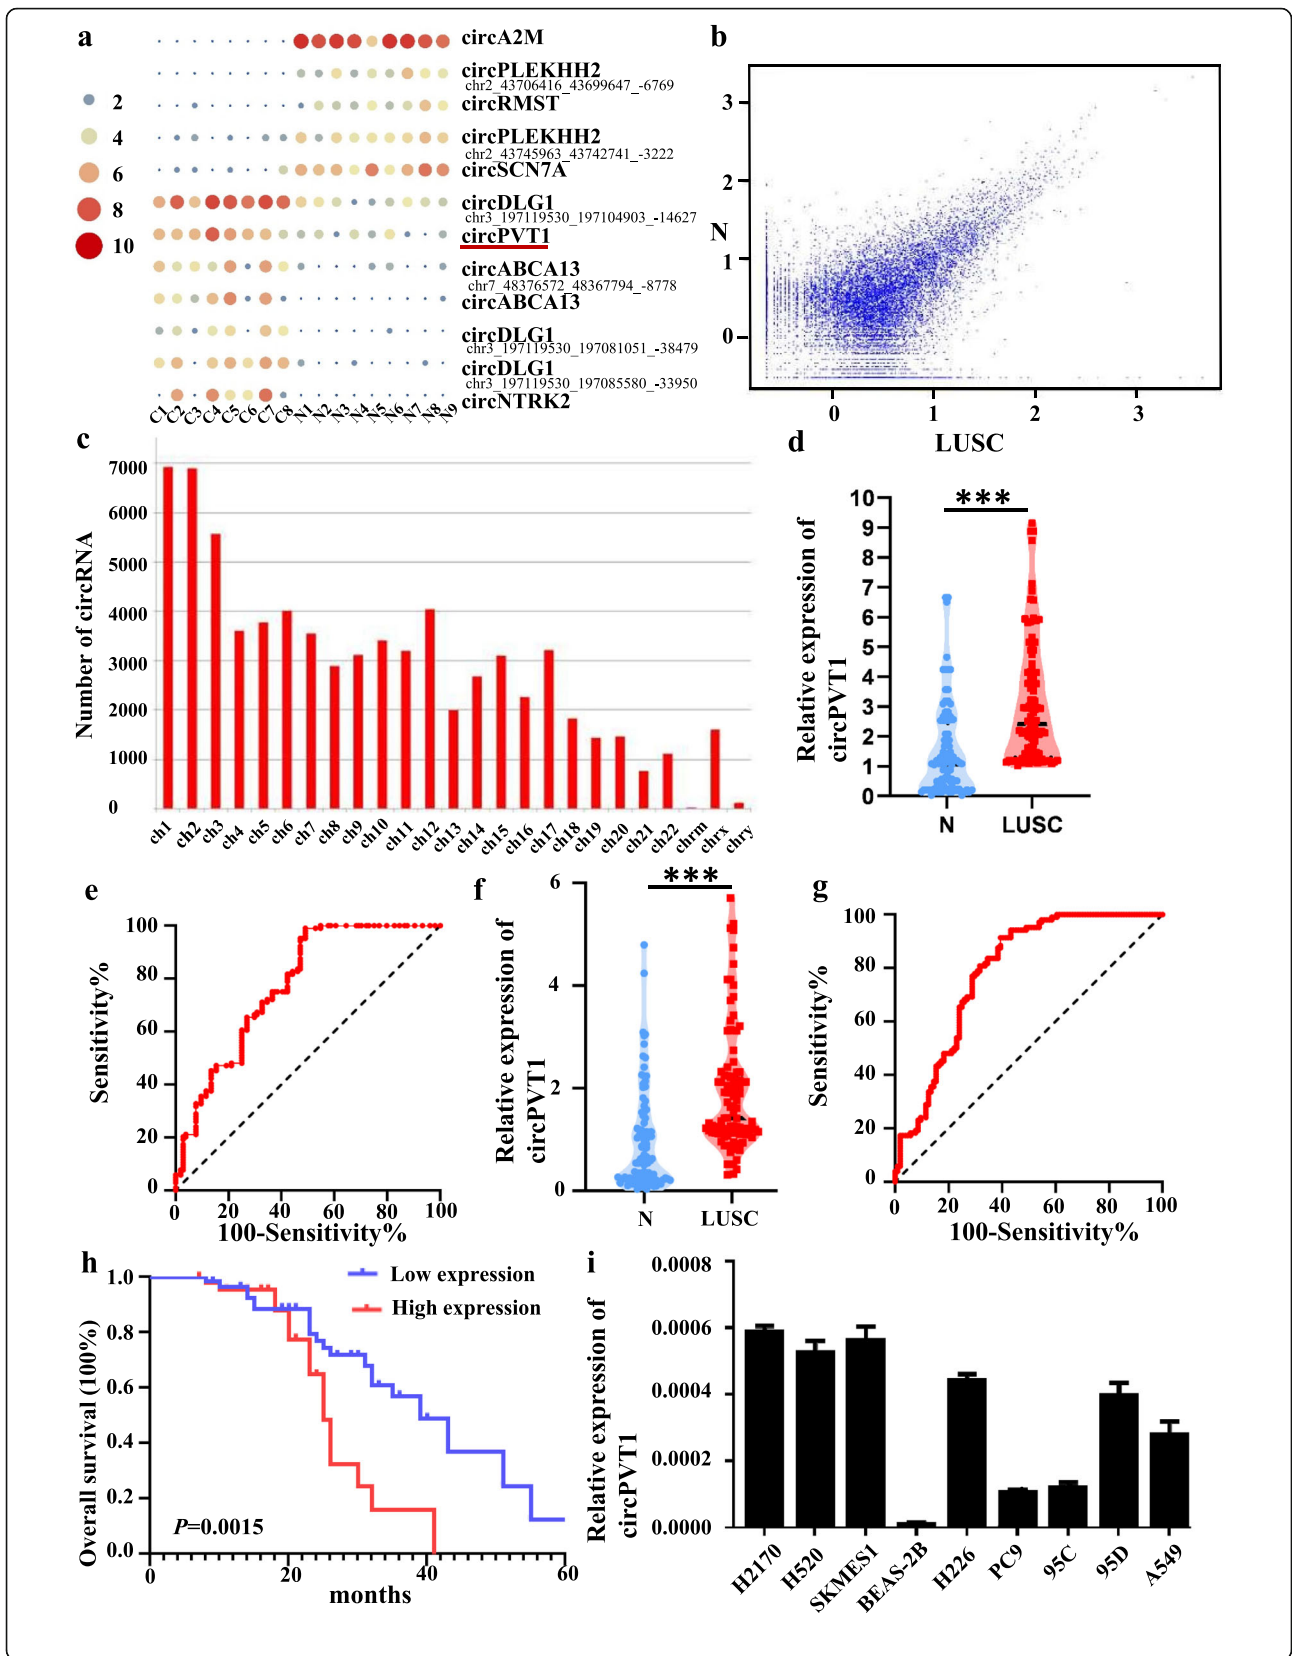 a
2
4
6
8
10
circA2M
circPLEKHH2
chr2_43706416_43699647_-6769
circRMST
circPLEKHH2
chr2_43745963_43742741_-3222
circSCN7A
circDLG1
chr3_197119530_197104903_-14627
circPVT1
circABCA13
chr7_48376572_48367794_-8778
circABCA13
circDLG1
chr3_197119530_197081051_-38479
circDLG1
chr3_197119530_197085580_-33950
circNTRK2
C1 C2 C3 C4 C5 C6 C7 C8 N1 N2 N3 N4 N5 N6 N7 N8 N9
b
3
2
N
1
0
0 1 2 3
LUSC
c
Number of circRNA
7000
6000
5000
4000
3000
2000
1000
0
ch1 ch2 ch3 ch4 ch5 ch6 ch7 ch8 ch9 ch10 ch11 ch12 ch13 ch14 ch15 ch16 ch17 ch18 ch19 ch20 ch21 ch22 chrm chrx chry
d
Relative expression of
circPVT1
10
9
8
7
6
5
4
3
2
1
0
***
N LUSC
e
Sensitivity%
100
80
60
40
20
0
0 20 40 60 80 100
100-Sensitivity%
f
Relative expression of
circPVT1
6
4
2
0
***
N LUSC
g
Sensitivity%
100
80
60
40
20
0
0 20 40 60 80 100
100-Sensitivity%
h
Overall survival (100%)
1.0
0.8
0.6
0.4
0.2
0.0
Low expression
High expression
P=0.0015
0 20 40 60
months
i
Relative expression of
circPVT1
0.0008
0.0006
0.0004
0.0002
0.0000
H2170 H520 SKMES1 BEAS-2B H226 PC9 95C 95D A549